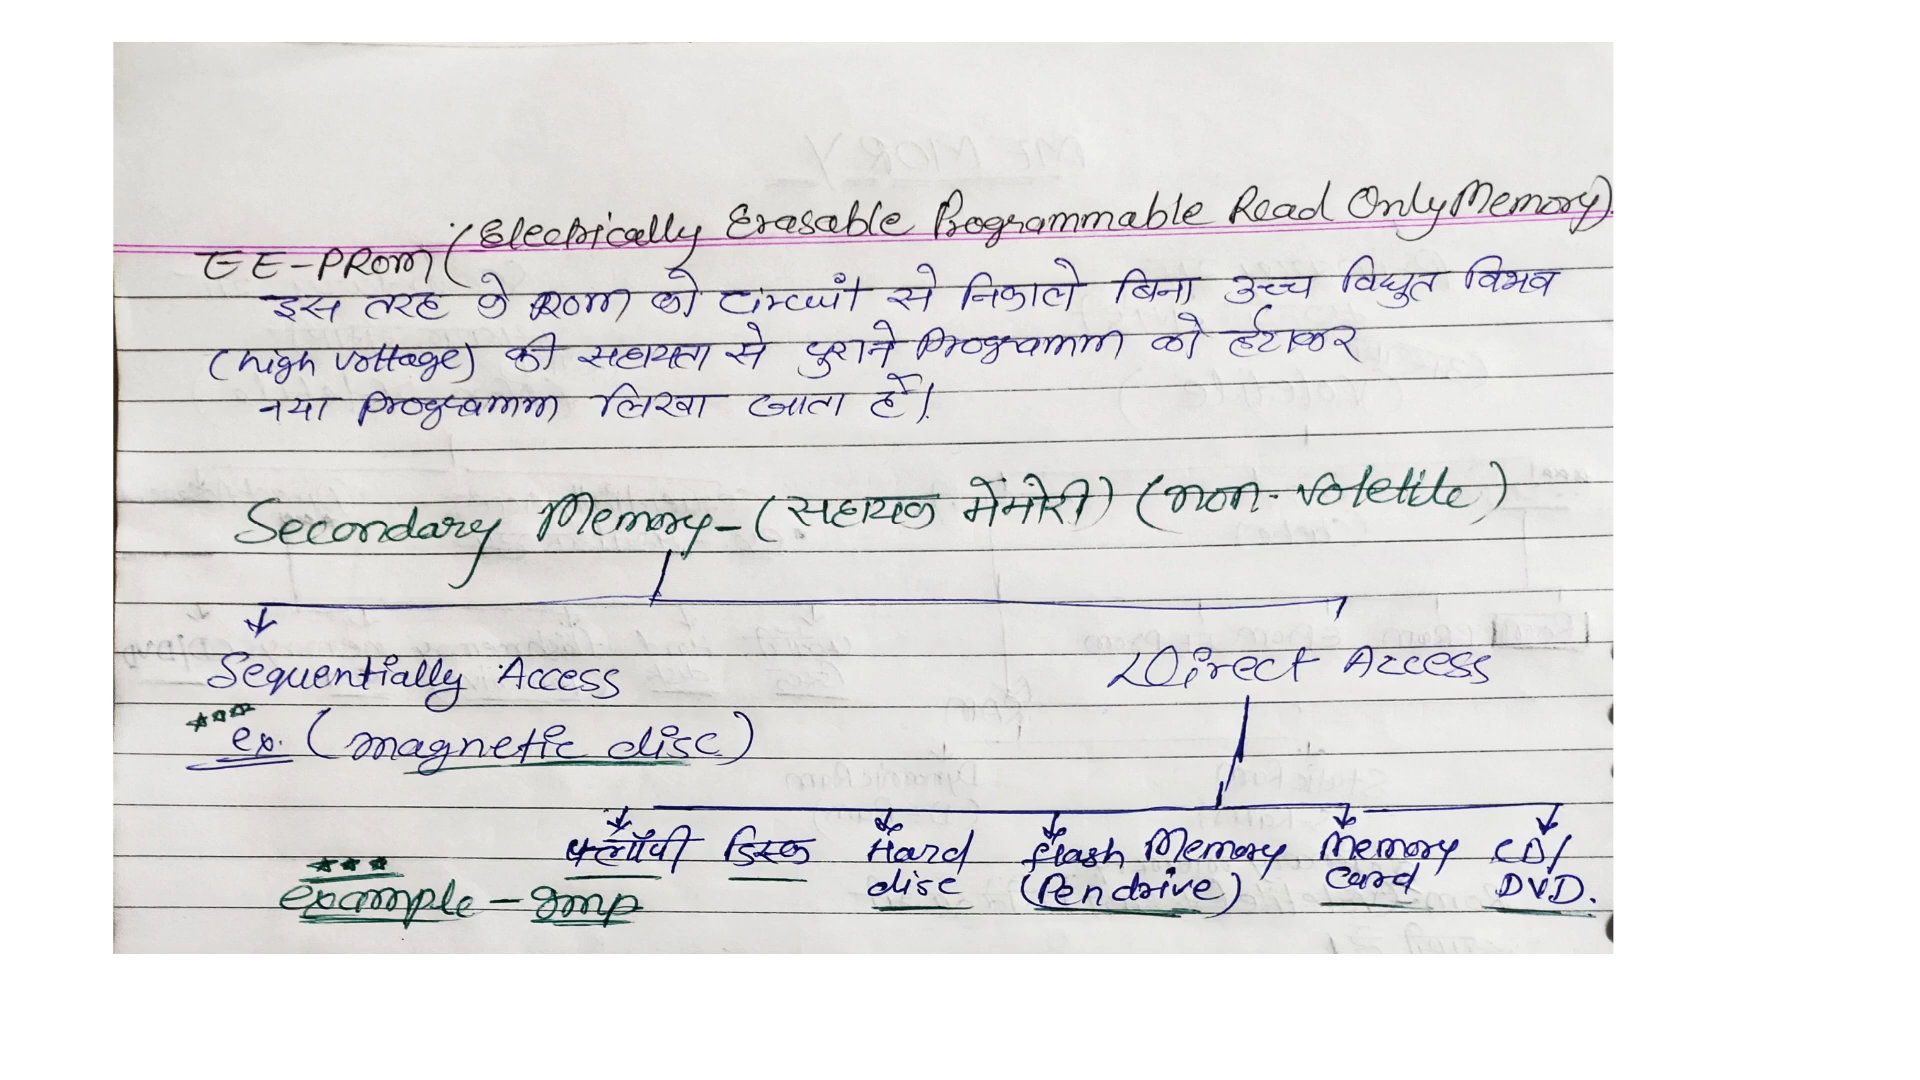 (Electrically Erasable Programmable Read Only Memory)
EE-PROM
इस तरह के ROM को Circuit से निकाले बिना उच्च विद्युत विभव
(high voltage) की सहायता से पुराने Programm को हटाकर
नया programm लिखा जाता है।
Secondary Memory - (सहायक मेमोरी) (non-voletile)
Sequentially Access
Direct Access
ex. (magnetic disc)
फ्लॉपी डिस्क Hard flash Memory Memory CD/
disc (Pendrive) Card DVD.
example - Imp